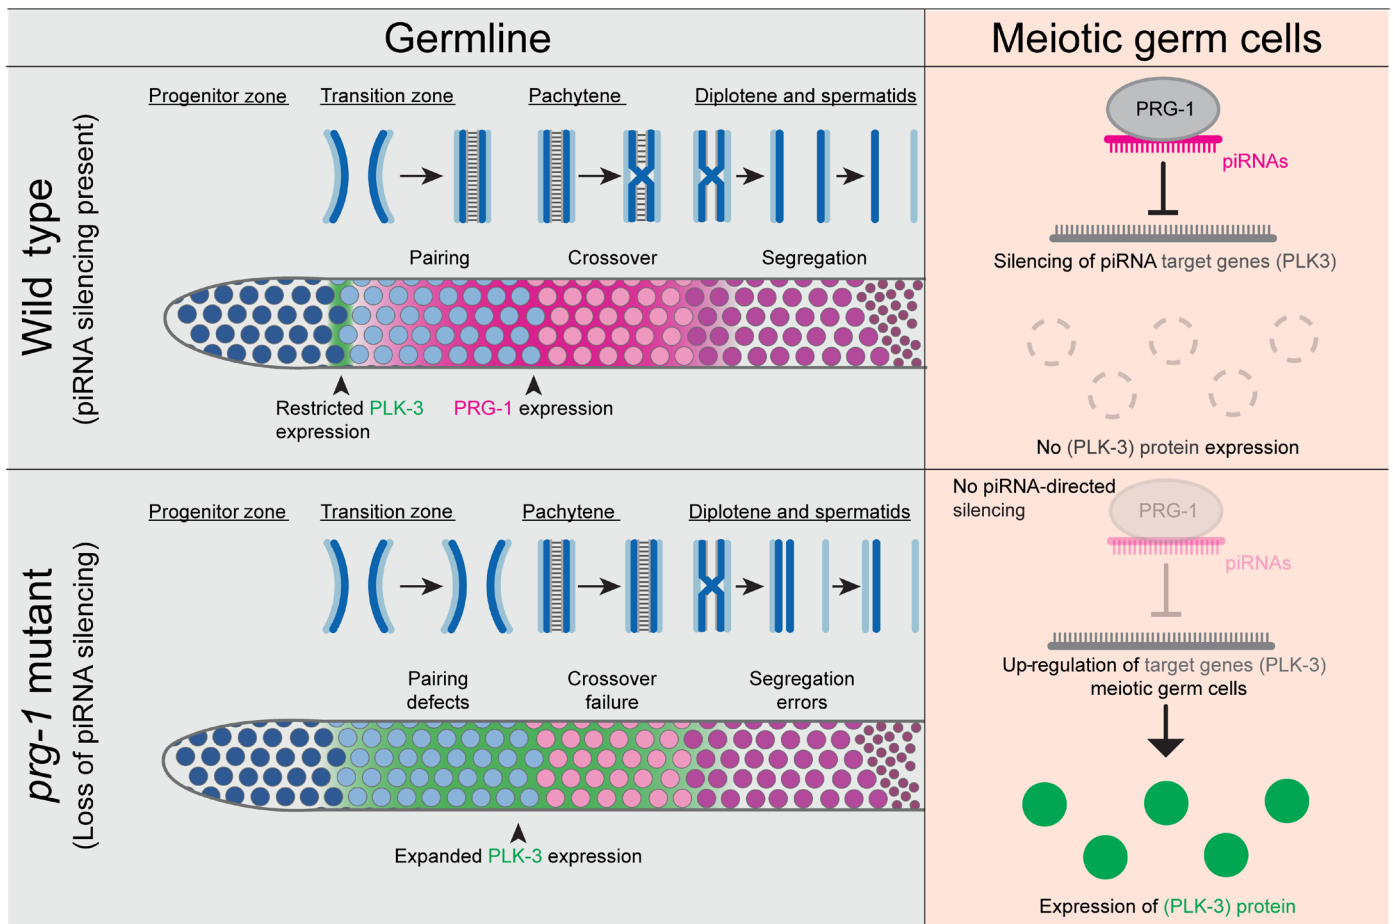 Germline
Meiotic germ cells
Wild type
(piRNA silencing present)
Progenitor zone
Transition zone
Pachytene
Diplotene and spermatids
Pairing
Crossover
Segregation
Restricted PLK-3
expression
PRG-1 expression
PRG-1
piRNAs
Silencing of piRNA target genes (PLK3)
No (PLK-3) protein expression
prg-1 mutant
(Loss of piRNA silencing)
Progenitor zone
Transition zone
Pachytene
Diplotene and spermatids
Pairing
defects
Crossover
failure
Segregation
errors
Expanded PLK-3 expression
No piRNA-directed
silencing
PRG-1
piRNAs
Up-regulation of target genes (PLK-3)
meiotic germ cells
Expression of (PLK-3) protein